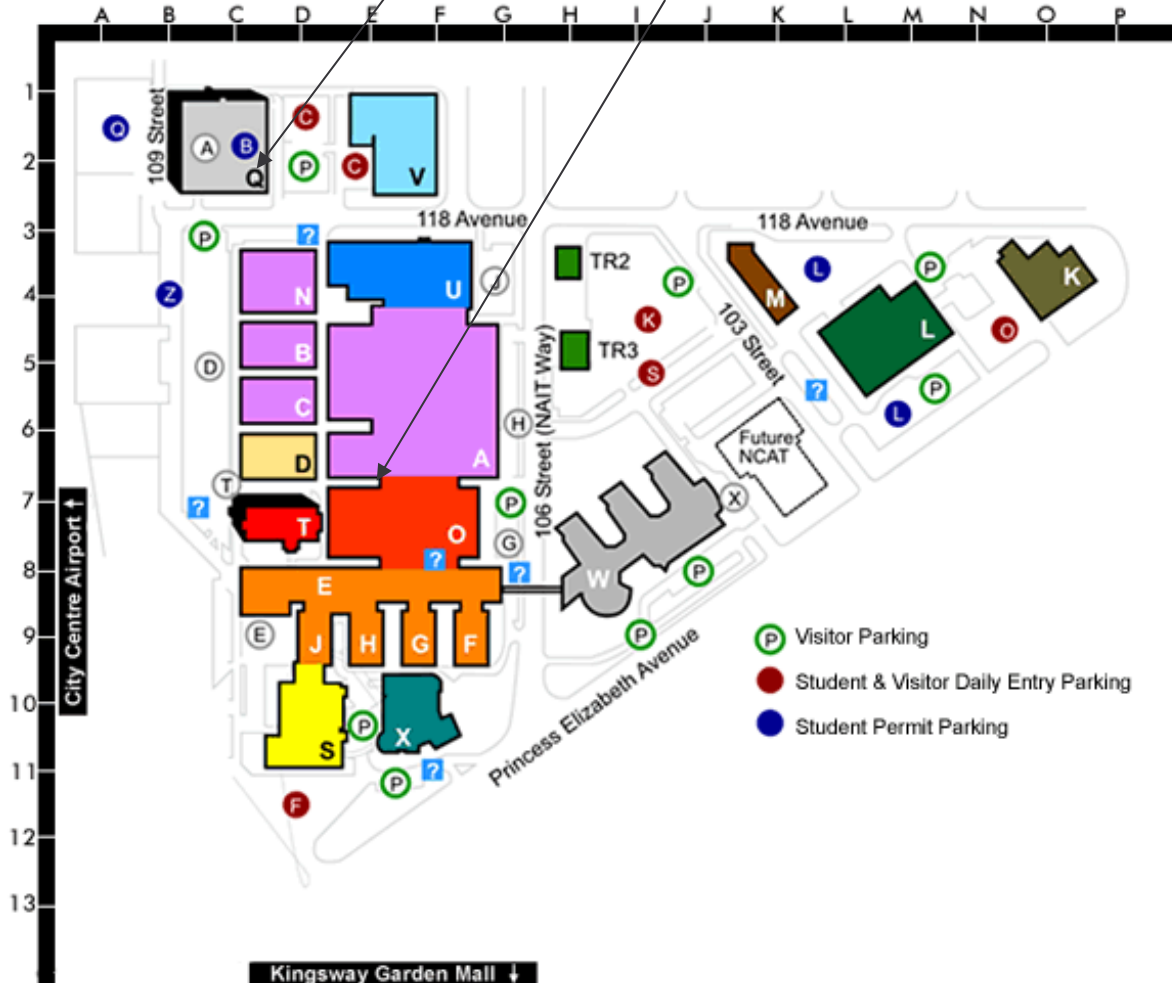 A B C D E F G H I J K L M N O P
1
109 Street
C
Q
A
B
2
P
C
Q
V
3
P
?
118 Avenue
118 Avenue
TR2
L
P
K
J
P
4
Z
N
U
M
K
103 Street
L
O
5
D
B
106 Street (NAIT Way)
TR3
S
?
P
C
L
6
H
D
A
Future
NCAT
7
T
P
X
City Centre Airport ↑
?
T
O
G
8
?
?
P
E
W
9
E
J
H
G
F
P
P Visitor Parking
Princess Elizabeth Avenue
Student & Visitor Daily Entry Parking
10
P
X
Student Permit Parking
S
11
?
P
F
12
13
Kingsway Garden Mall ↓